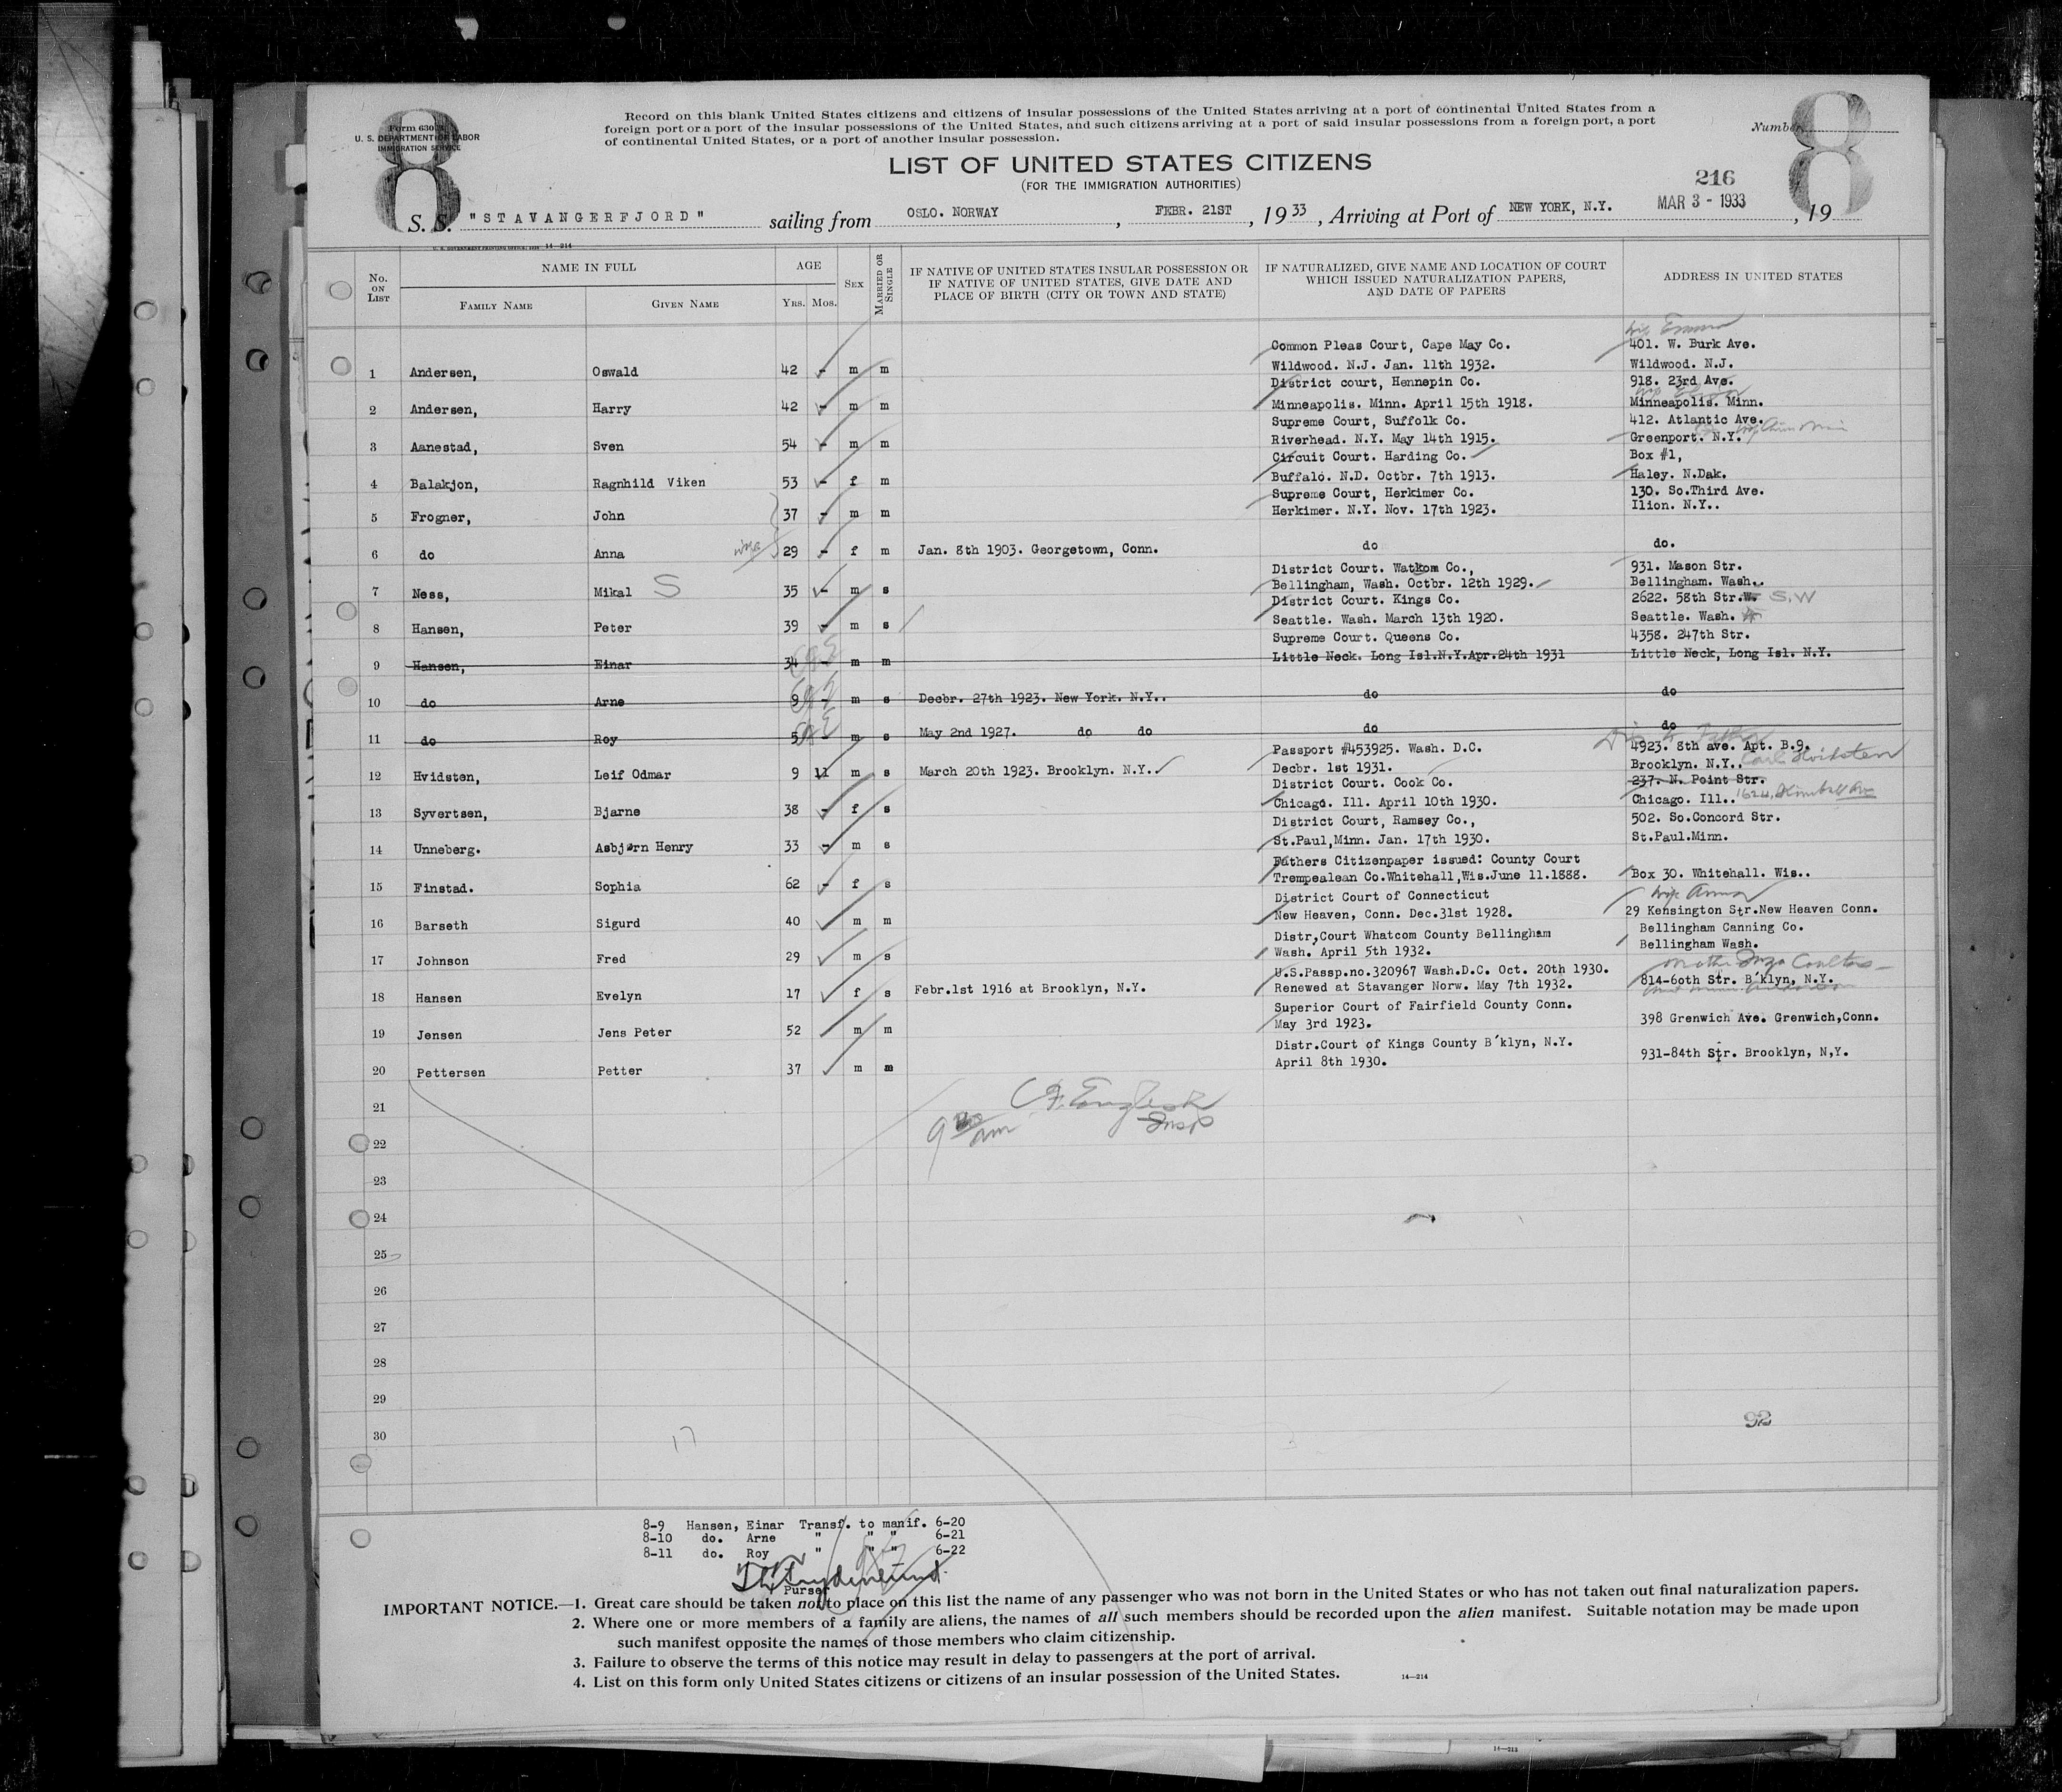 8
8
Form 630
U. S. DEPARTMENT OF LABOR
IMMIGRATION SERVICE
Record on this blank United States citizens and citizens of insular possessions of the United States arriving at a port of continental United States from a
foreign port or a port of the insular possessions of the United States, and such citizens arriving at a port of said insular possessions from a foreign port, a port
of continental United States, or a port of another insular possession.
Number
LIST OF UNITED STATES CITIZENS
(FOR THE IMMIGRATION AUTHORITIES)
216
S. S. "STAVANGERFJORD" sailing from OSLO. NORWAY, FEBR. 21ST, 1933, Arriving at Port of NEW YORK, N.Y. MAR 3 - 1933, 19
14—214
No. ON LIST
NAME IN FULL
FAMILY NAME
GIVEN NAME
AGE
YRS. MOS.
SEX
MARRIED OR SINGLE
IF NATIVE OF UNITED STATES INSULAR POSSESSION OR
IF NATIVE OF UNITED STATES, GIVE DATE AND
PLACE OF BIRTH (CITY OR TOWN AND STATE)
IF NATURALIZED, GIVE NAME AND LOCATION OF COURT
WHICH ISSUED NATURALIZATION PAPERS,
AND DATE OF PAPERS
ADDRESS IN UNITED STATES
wife Emma
Common Pleas Court, Cape May Co. 401. W. Burk Ave.
1 Andersen, Oswald 42 - m m Wildwood. N.J. Jan. 11th 1932. Wildwood. N.J.
District court, Hennepin Co. 918. 23rd Ave.
2 Andersen, Harry 42 - m m Minneapolis. Minn. April 15th 1918. Minneapolis. Minn.
Supreme Court, Suffolk Co. 412. Atlantic Ave.
3 Aanestad, Sven 54 - m m Riverhead. N.Y. May 14th 1915. Greenport. N.Y.
Circuit Court. Harding Co. Box #1,
4 Balakjon, Ragnhild Viken 53 - f m Buffalo. N.D. Octbr. 7th 1913. Haley. N.Dak.
Supreme Court, Herkimer Co. 130. So.Third Ave.
5 Frogner, John 37 - m m Herkimer. N.Y. Nov. 17th 1923. Ilion. N.Y..
6 do Anna wife 29 - f m Jan. 8th 1903. Georgetown, Conn. do do.
District Court. Watkom Co., 931. Mason Str.
7 Ness, Mikal S 35 - m s Bellingham, Wash. Octbr. 12th 1929. Bellingham. Wash..
District Court. Kings Co. 2622. 58th Str.W. S.W
8 Hansen, Peter 39 - m s Seattle. Wash. March 13th 1920. Seattle. Wash.
Supreme Court. Queens Co. 4358. 247th Str.
9 Hansen, Einar 34 - m m Little Neck. Long Isl.N.Y.Apr.24th 1931 Little Neck, Long Isl. N.Y.
10 do Arne 9 - m s Decbr. 27th 1923. New York. N.Y.. do do
11 do Roy 5 - m s May 2nd 1927. do do do do
Passport #453925. Wash. D.C. 4923. 8th ave. Apt. B.9.
12 Hvidsten, Leif Odmar 9 11 m s March 20th 1923. Brooklyn. N.Y.. Decbr. 1st 1931. Brooklyn. N.Y.. Carl Hvidsten
District Court. Cook Co. 237. N. Point Str.
13 Syvertsen, Bjarne 38 - f s Chicago. Ill. April 10th 1930. Chicago. Ill.. 1624
District Court, Ramsey Co., 502. So.Concord Str.
14 Unneberg. Asbjørn Henry 33 - m s St.Paul,Minn. Jan. 17th 1930. St.Paul.Minn.
Fathers Citizenpaper issued: County Court
15 Finstad. Sophia 62 - f s Trempealean Co.Whitehall,Wis.June 11.1888. Box 30. Whitehall. Wis..
District Court of Connecticut wife Anna
16 Barseth Sigurd 40 m m New Heaven, Conn. Dec.31st 1928. 29 Kensington Str.New Heaven Conn.
Distr,Court Whatcom County Bellingham Bellingham Canning Co.
17 Johnson Fred 29 m s Wash. April 5th 1932. Bellingham Wash.
U.S.Passp.no.320967 Wash.D.C. Oct. 20th 1930.
18 Hansen Evelyn 17 f s Febr.1st 1916 at Brooklyn, N.Y. Renewed at Stavanger Norw. May 7th 1932. 814-60th Str. B'klyn, N.Y.
Superior Court of Fairfield County Conn.
19 Jensen Jens Peter 52 m m May 3rd 1923. 398 Grenwich Ave. Grenwich,Conn.
Distr.Court of Kings County B'klyn, N.Y.
20 Pettersen Petter 37 m m April 8th 1930. 931-84th Str. Brooklyn, N,Y.
21
English
Insp
9 am
22
23
24
25
26
27
28
29
92
30
17
8-9 Hansen, Einar Transf. to manif. 6-20
8-10 do. Arne " " " 6-21
8-11 do. Roy " " " 6-22
Purser
IMPORTANT NOTICE.—1. Great care should be taken not to place on this list the name of any passenger who was not born in the United States or who has not taken out final naturalization papers.
2. Where one or more members of a family are aliens, the names of all such members should be recorded upon the alien manifest. Suitable notation may be made upon
such manifest opposite the names of those members who claim citizenship.
3. Failure to observe the terms of this notice may result in delay to passengers at the port of arrival.
4. List on this form only United States citizens or citizens of an insular possession of the United States.
14—214
14—213